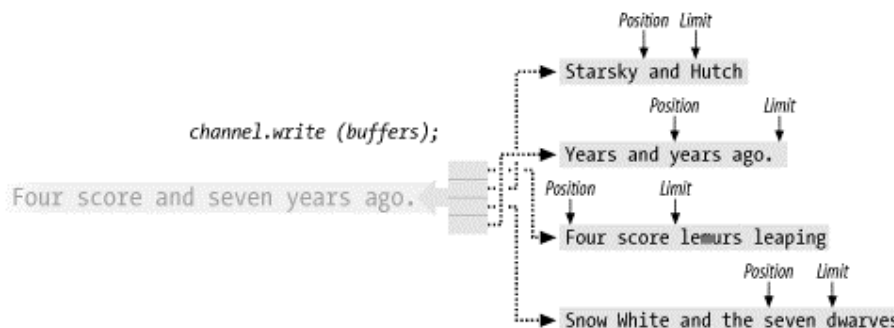 Position Limit
Starsky and Hutch
Position Limit
channel.write (buffers);
Years and years ago.
Four score and seven years ago.
Position Limit
Four score lemurs leaping
Position Limit
Snow White and the seven dwarves